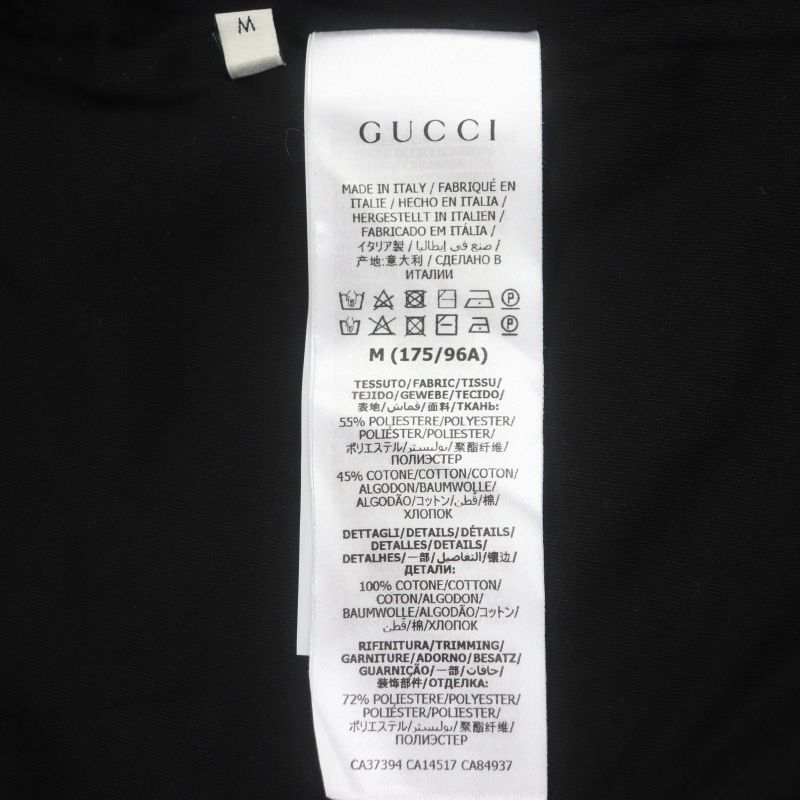 M
GUCCI
MADE IN ITALY / FABRIQUÉ EN
ITALIE / HECHO EN ITALIA /
HERGESTELLT IN ITALIEN /
FABRICADO EM ITÁLIA /
イタリア製 / صنع في إيطاليا /
产地:意大利 / СДЕЛАНО В
ИТАЛИИ
M (175/96A)
TESSUTO/FABRIC/TISSU/
TEJIDO/GEWEBE/TECIDO/
表地/قماش/面料/ТКАНЬ:
55% POLIESTERE/POLYESTER/
POLIÉSTER/POLIESTER/
ポリエステル/بوليستر/聚酯纤维/
ПОЛИЭСТЕР
45% COTONE/COTTON/COTON/
ALGODON/BAUMWOLLE/
ALGODÃO/コットン/قطن/棉/
ХЛОПОК
DETTAGLI/DETAILS/DÉTAILS/
DETALLES/DETAILS/
DETALHES/一部/التفاصيل/镶边/
ДЕТАЛИ:
100% COTONE/COTTON/
COTON/ALGODON/
BAUMWOLLE/ALGODÃO/コットン/
قطن/棉/ХЛОПОК
RIFINITURA/TRIMMING/
GARNITURE/ADORNO/BESATZ/
GUARNIÇÃO/一部/حافات/
装饰部件/ОТДЕЛКА:
72% POLIESTERE/POLYESTER/
POLIÉSTER/POLIESTER/
ポリエステル/بوليستر/聚酯纤维/
ПОЛИЭСТЕР
CA37394 CA14517 CA84937